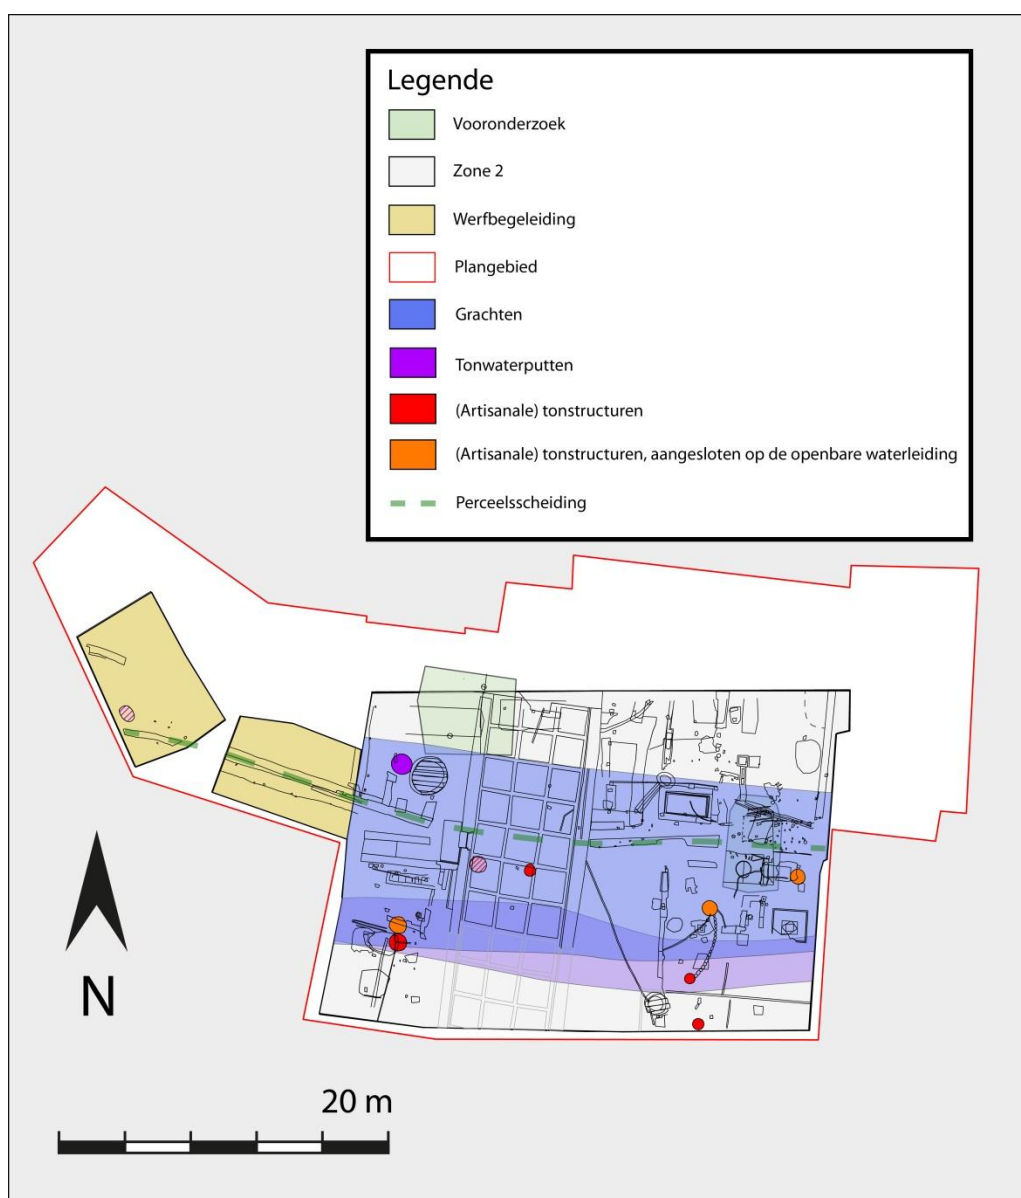 Legende
Vooronderzoek
Zone 2
Werfbegeleiding
Plangebied
Grachten
Tonwaterputten
(Artisanale) tonstructuren
(Artisanale) tonstructuren, aangesloten op de openbare waterleiding
Perceelsscheiding
N
20 m